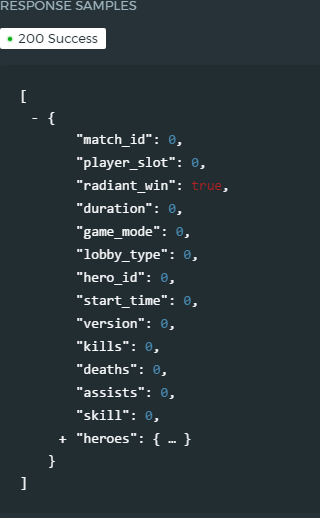 RESPONSE SAMPLES
200 Success
[
- {
"match_id": 0,
"player_slot": 0,
"radiant_win": true,
"duration": 0,
"game_mode": 0,
"lobby_type": 0,
"hero_id": 0,
"start_time": 0,
"version": 0,
"kills": 0,
"deaths": 0,
"assists": 0,
"skill": 0,
+ "heroes": { … }
}
]